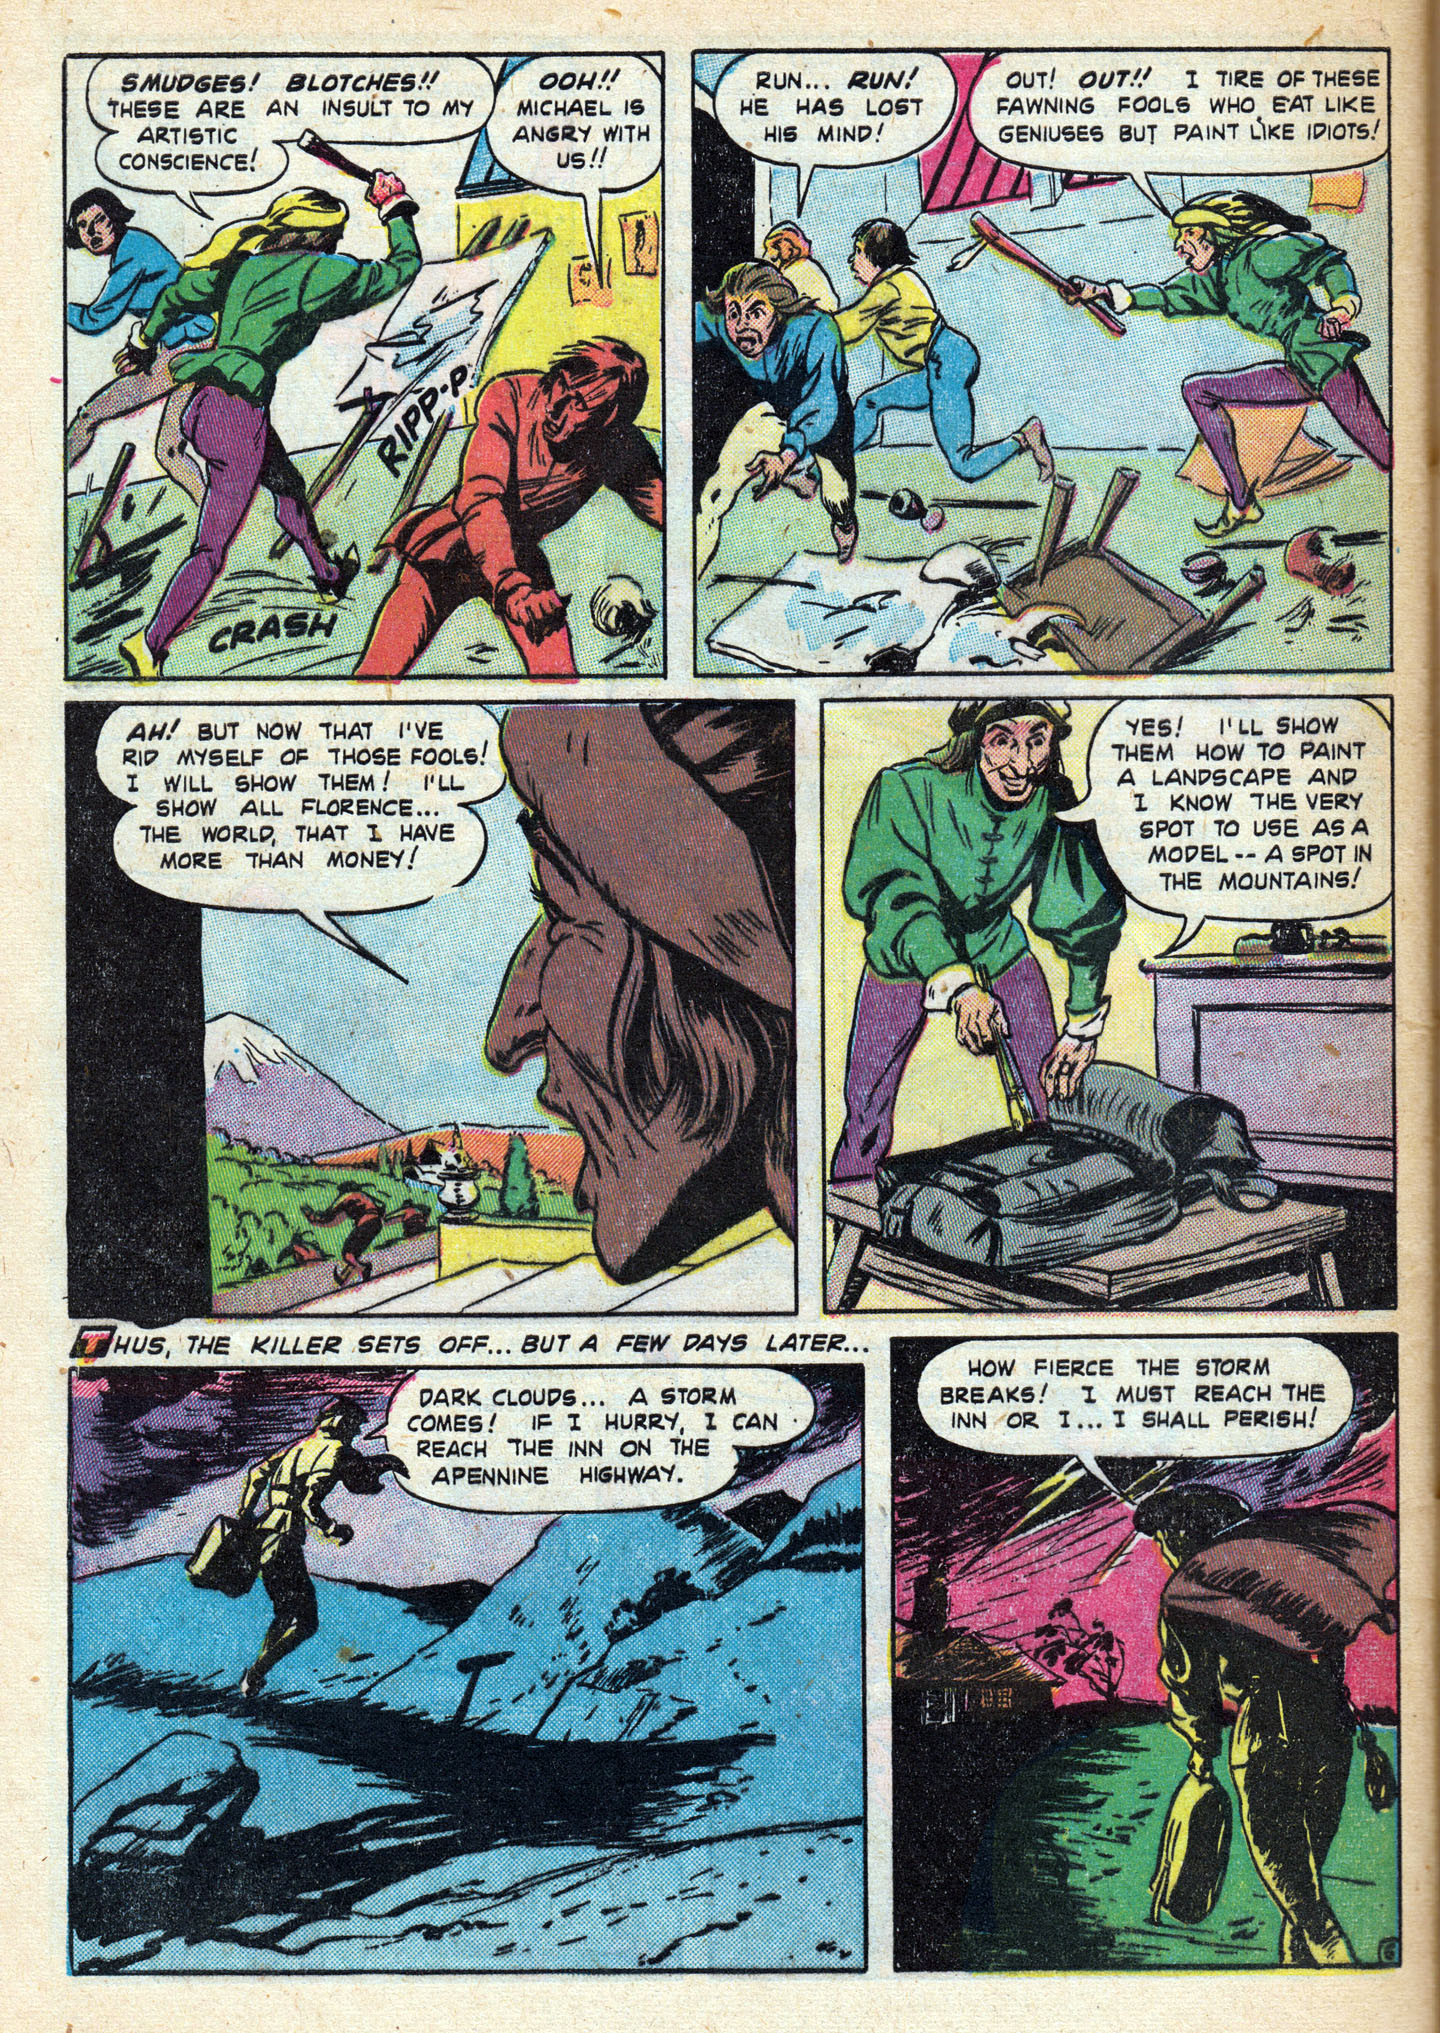 SMUDGES! BLOTCHES!!
THESE ARE AN INSULT TO MY
ARTISTIC
CONSCIENCE!
OOH!!
MICHAEL IS
ANGRY WITH
US!!
RIPP-P
CRASH
RUN... RUN!
HE HAS LOST
HIS MIND!
OUT! OUT!! I TIRE OF THESE
FAWNING FOOLS WHO EAT LIKE
GENIUSES BUT PAINT LIKE IDIOTS!
AH! BUT NOW THAT I'VE
RID MYSELF OF THOSE FOOLS!
I WILL SHOW THEM! I'LL
SHOW ALL FLORENCE...
THE WORLD, THAT I HAVE
MORE THAN MONEY!
YES! I'LL SHOW
THEM HOW TO PAINT
A LANDSCAPE AND
I KNOW THE VERY
SPOT TO USE AS A
MODEL -- A SPOT IN
THE MOUNTAINS!
THUS, THE KILLER SETS OFF... BUT A FEW DAYS LATER...
DARK CLOUDS... A STORM
COMES! IF I HURRY, I CAN
REACH THE INN ON THE
APENNINE HIGHWAY.
HOW FIERCE THE STORM
BREAKS! I MUST REACH THE
INN OR I... I SHALL PERISH!
6